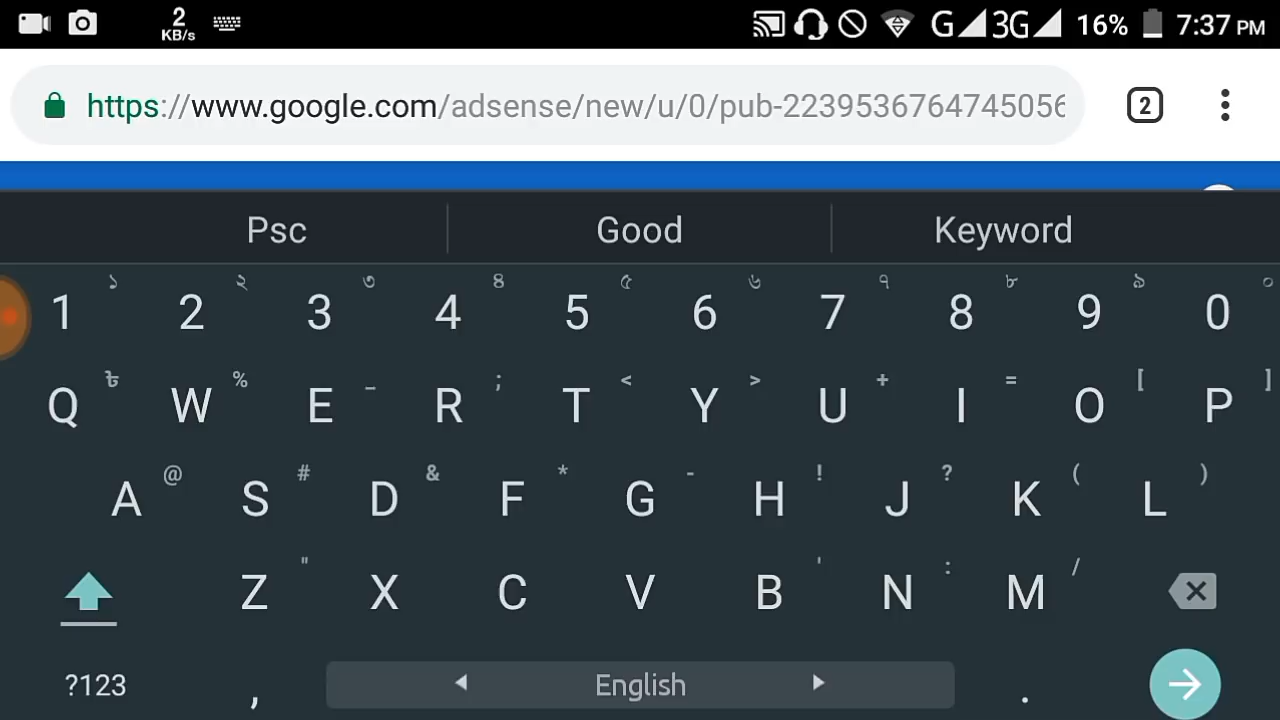 2 KB/s G 3G 16% 7:37 PM
https://www.google.com/adsense/new/u/0/pub-2239536764745056 2
Psc Good Keyword
১ ২ ৩ ৪ ৫ ৬ ৭ ৮ ৯ ০
1 2 3 4 5 6 7 8 9 0
৳ % _ ; < > + = [ ]
Q W E R T Y U I O P
@ # & * - ! ? ( )
A S D F G H J K L
" ' : /
Z X C V B N M
?123 , English .